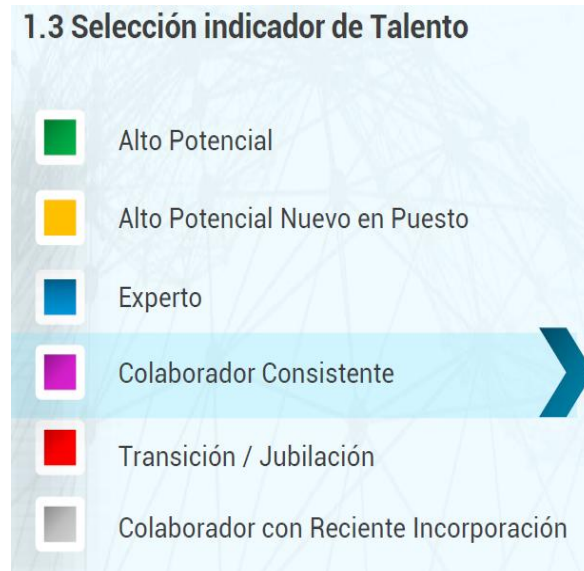 1.3 Selección indicador de Talento
Alto Potencial
Alto Potencial Nuevo en Puesto
Experto
Colaborador Consistente
Transición / Jubilación
Colaborador con Reciente Incorporación